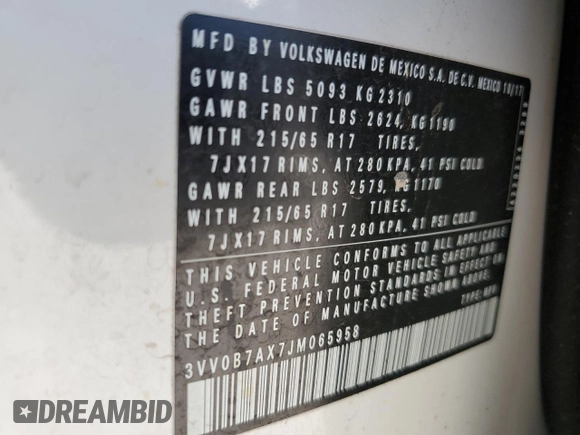 MFD BY VOLKSWAGEN DE MEXICO S.A. DE C.V. MEXICO 10/17
GVWR LBS 5093 KG 2310
GAWR FRONT LBS 2624, KG 1190
WITH 215/65 R17 TIRES,
7JX17 RIMS, AT 280 KPA, 41 PSI COLD
GAWR REAR LBS 2579, KG 1170
WITH 215/65 R17 TIRES,
7JX17 RIMS, AT 280 KPA, 41 PSI COLD
THIS VEHICLE CONFORMS TO ALL APPLICABLE
U.S. FEDERAL MOTOR VEHICLE SAFETY AND
THEFT PREVENTION STANDARDS IN EFFECT ON
THE DATE OF MANUFACTURE SHOWN ABOVE.
TYPE: MPV
3VV0B7AX7JM065958
DREAMBID